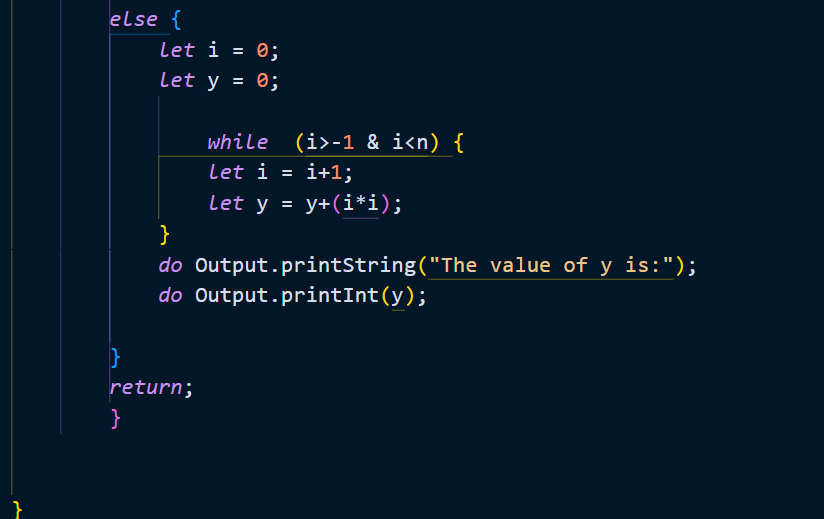 else {
let i = 0;
let y = 0;
while  (i>-1 & i<n) {
let i = i+1;
let y = y+(i*i);
}
do Output.printString("The value of y is:");
do Output.printInt(y);
}
return;
}
}